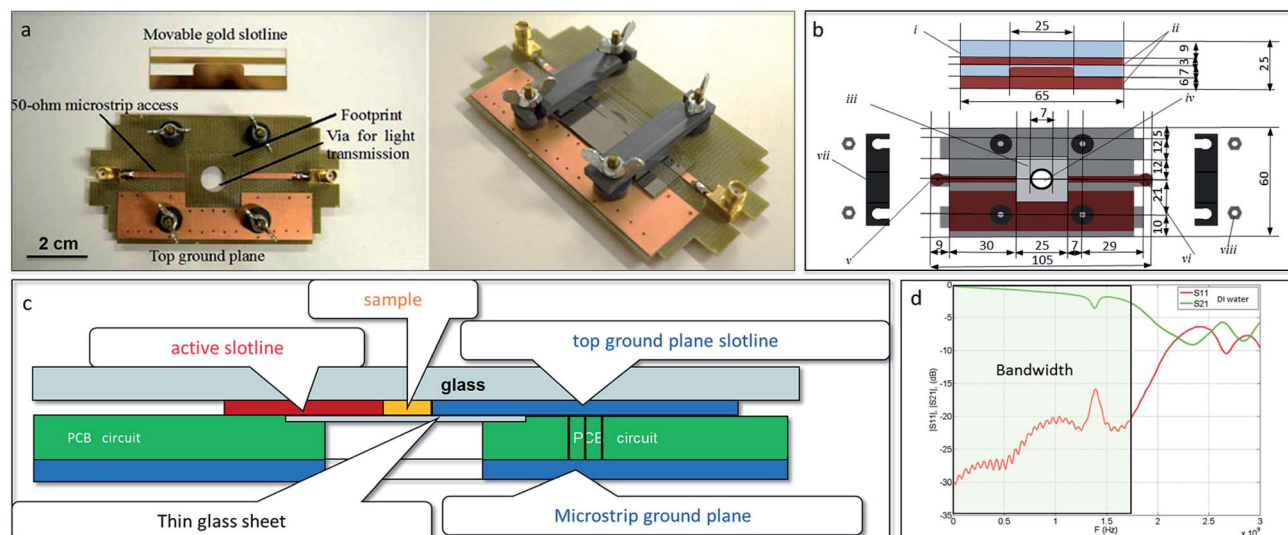 a
Movable gold slotline
50-ohm microstrip access
Footprint
Via for light
transmission
2 cm
Top ground plane
b
25
i
ii
9
3
7
6
25
65
iii
7
iv
vii
5
12
12
21
10
60
v
9
30
25
7
29
vi
viii
105
c
sample
active slotline
top ground plane slotline
glass
PCB circuit
PCB circuit
Thin glass sheet
Microstrip ground plane
d
S11
S21
DI water
Bandwidth
|S11|, |S21|, (dB)
0
-5
-10
-15
-20
-25
-30
-35
0
0.5
1
1.5
2
2.5
3
F (Hz)
x 10⁹